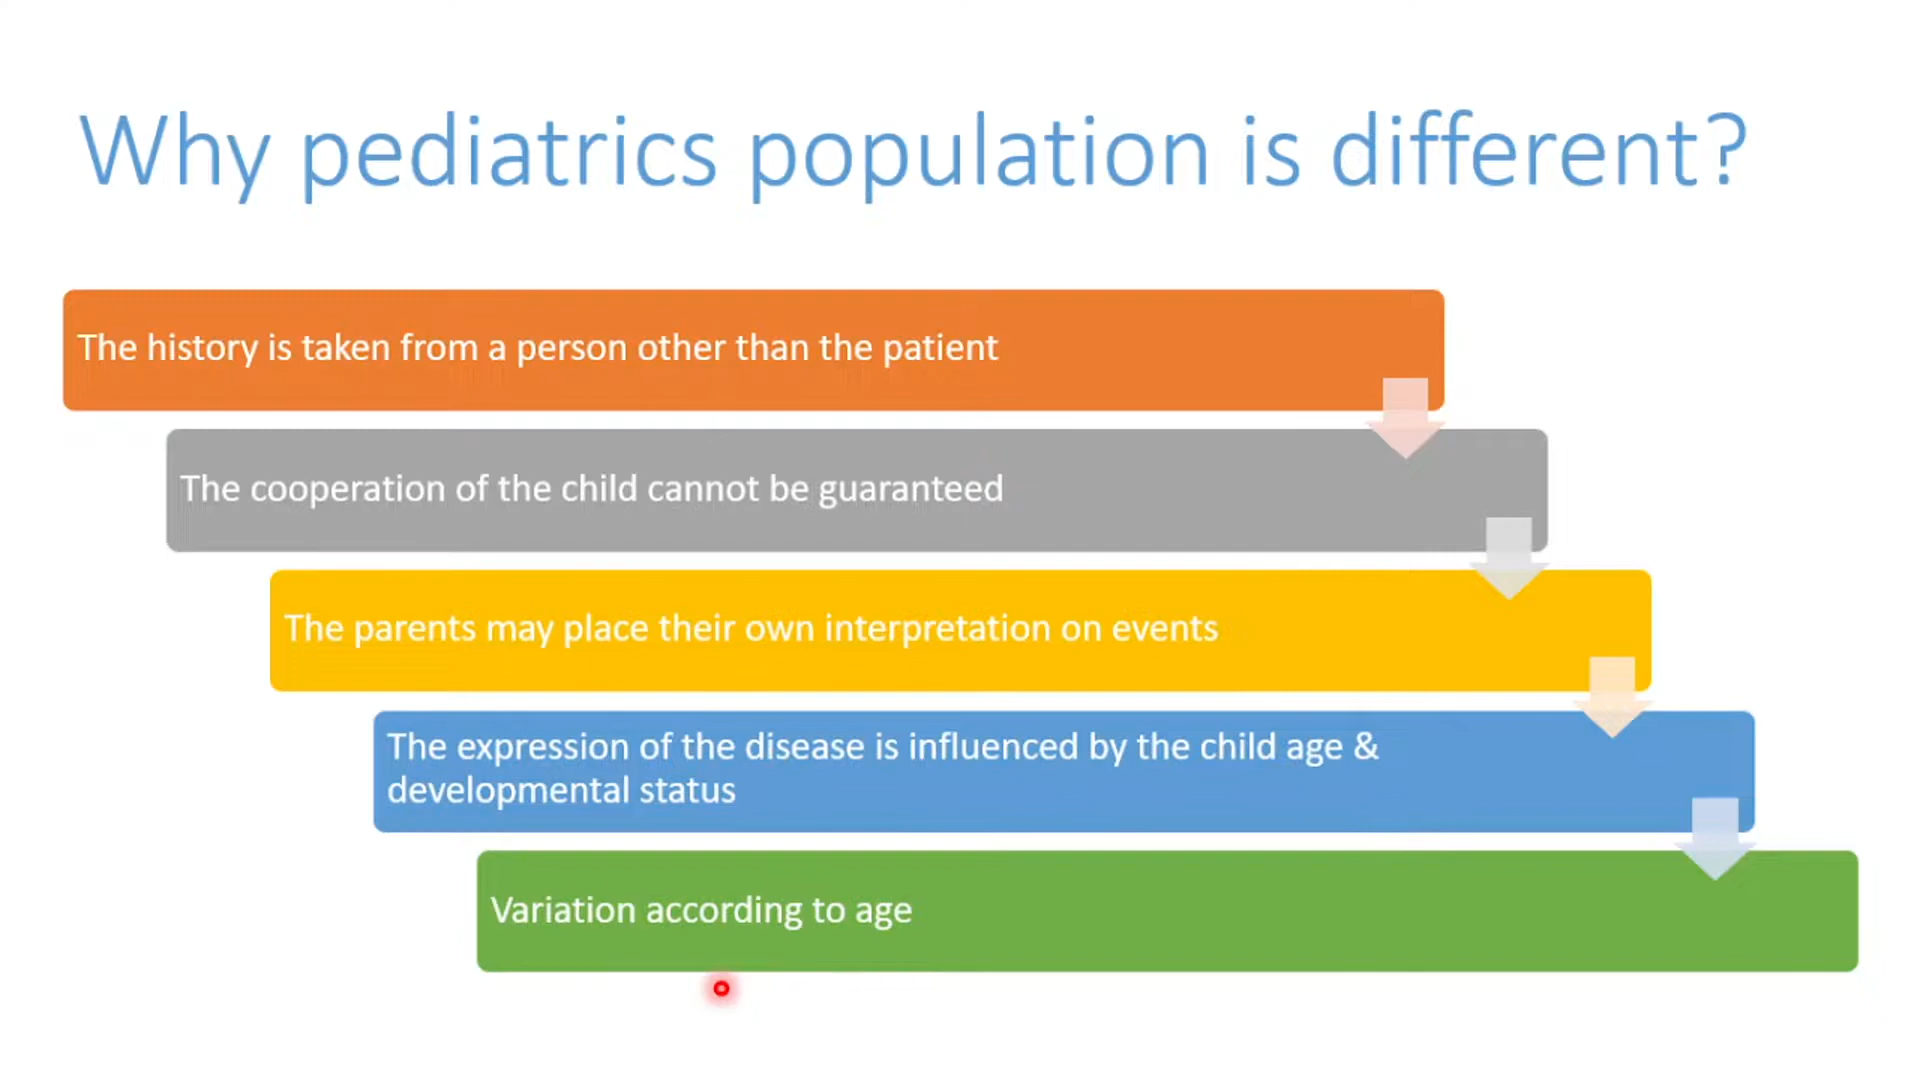 Why pediatrics population is different?
The history is taken from a person other than the patient
The cooperation of the child cannot be guaranteed
The parents may place their own interpretation on events
The expression of the disease is influenced by the child age &
developmental status
Variation according to age